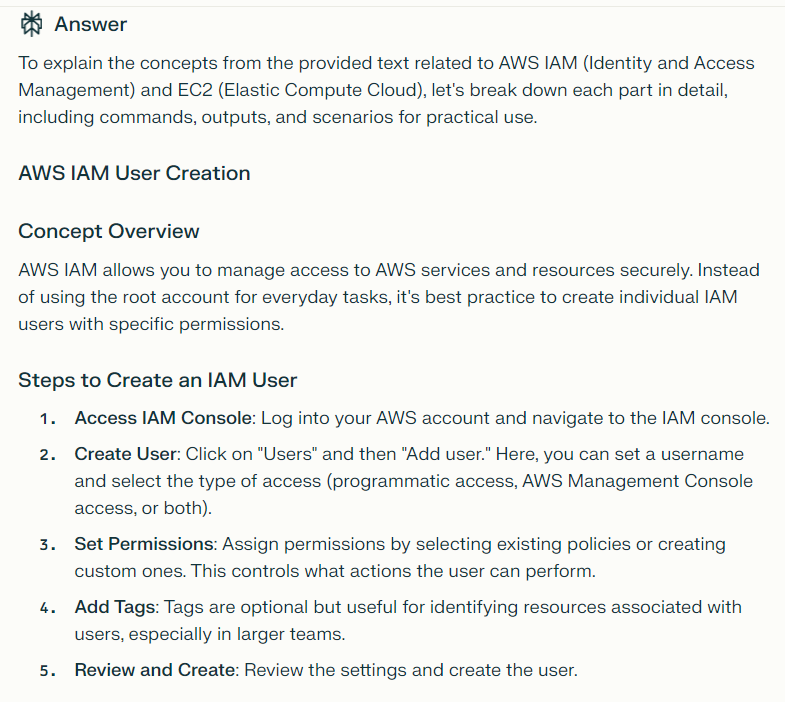 Answer
To explain the concepts from the provided text related to AWS IAM (Identity and Access
Management) and EC2 (Elastic Compute Cloud), let's break down each part in detail,
including commands, outputs, and scenarios for practical use.
AWS IAM User Creation
Concept Overview
AWS IAM allows you to manage access to AWS services and resources securely. Instead
of using the root account for everyday tasks, it's best practice to create individual IAM
users with specific permissions.
Steps to Create an IAM User
1. Access IAM Console: Log into your AWS account and navigate to the IAM console.
2. Create User: Click on "Users" and then "Add user." Here, you can set a username
and select the type of access (programmatic access, AWS Management Console
access, or both).
3. Set Permissions: Assign permissions by selecting existing policies or creating
custom ones. This controls what actions the user can perform.
4. Add Tags: Tags are optional but useful for identifying resources associated with
users, especially in larger teams.
5. Review and Create: Review the settings and create the user.